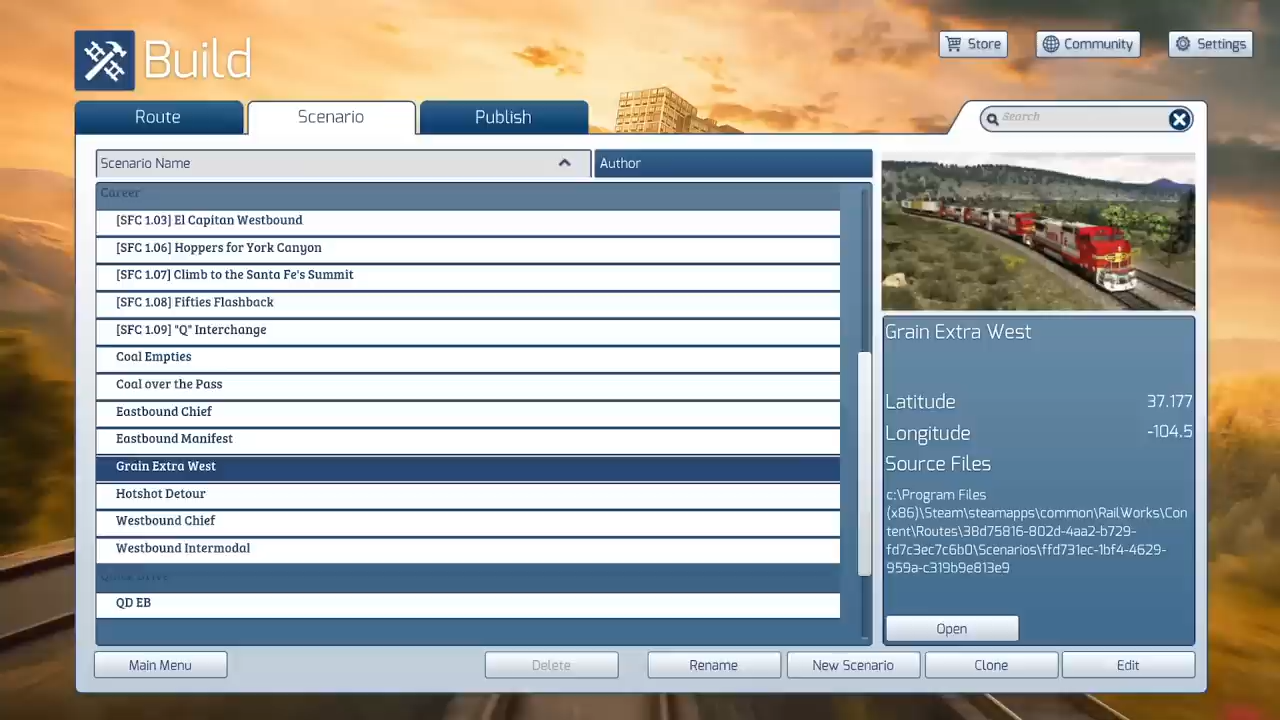 Build
Store
Community
Settings
Route
Scenario
Publish
Search
Scenario Name
Author
Career
[SFC 1.03] El Capitan Westbound
[SFC 1.06] Hoppers for York Canyon
[SFC 1.07] Climb to the Santa Fe's Summit
[SFC 1.08] Fifties Flashback
[SFC 1.09] "Q" Interchange
Coal Empties
Coal over the Pass
Eastbound Chief
Eastbound Manifest
Grain Extra West
Hotshot Detour
Westbound Chief
Westbound Intermodal
Quick Drive
QD EB
Grain Extra West
Latitude 37.177
Longitude -104.5
Source Files
c:\Program Files
(x86)\Steam\steamapps\common\RailWorks\Con
tent\Routes\38d75816-802d-4aa2-b729-
fd7c3ec7c6b0\Scenarios\ffd731ec-1bf4-4629-
959a-c319b9e813e9
Open
Main Menu
Delete
Rename
New Scenario
Clone
Edit